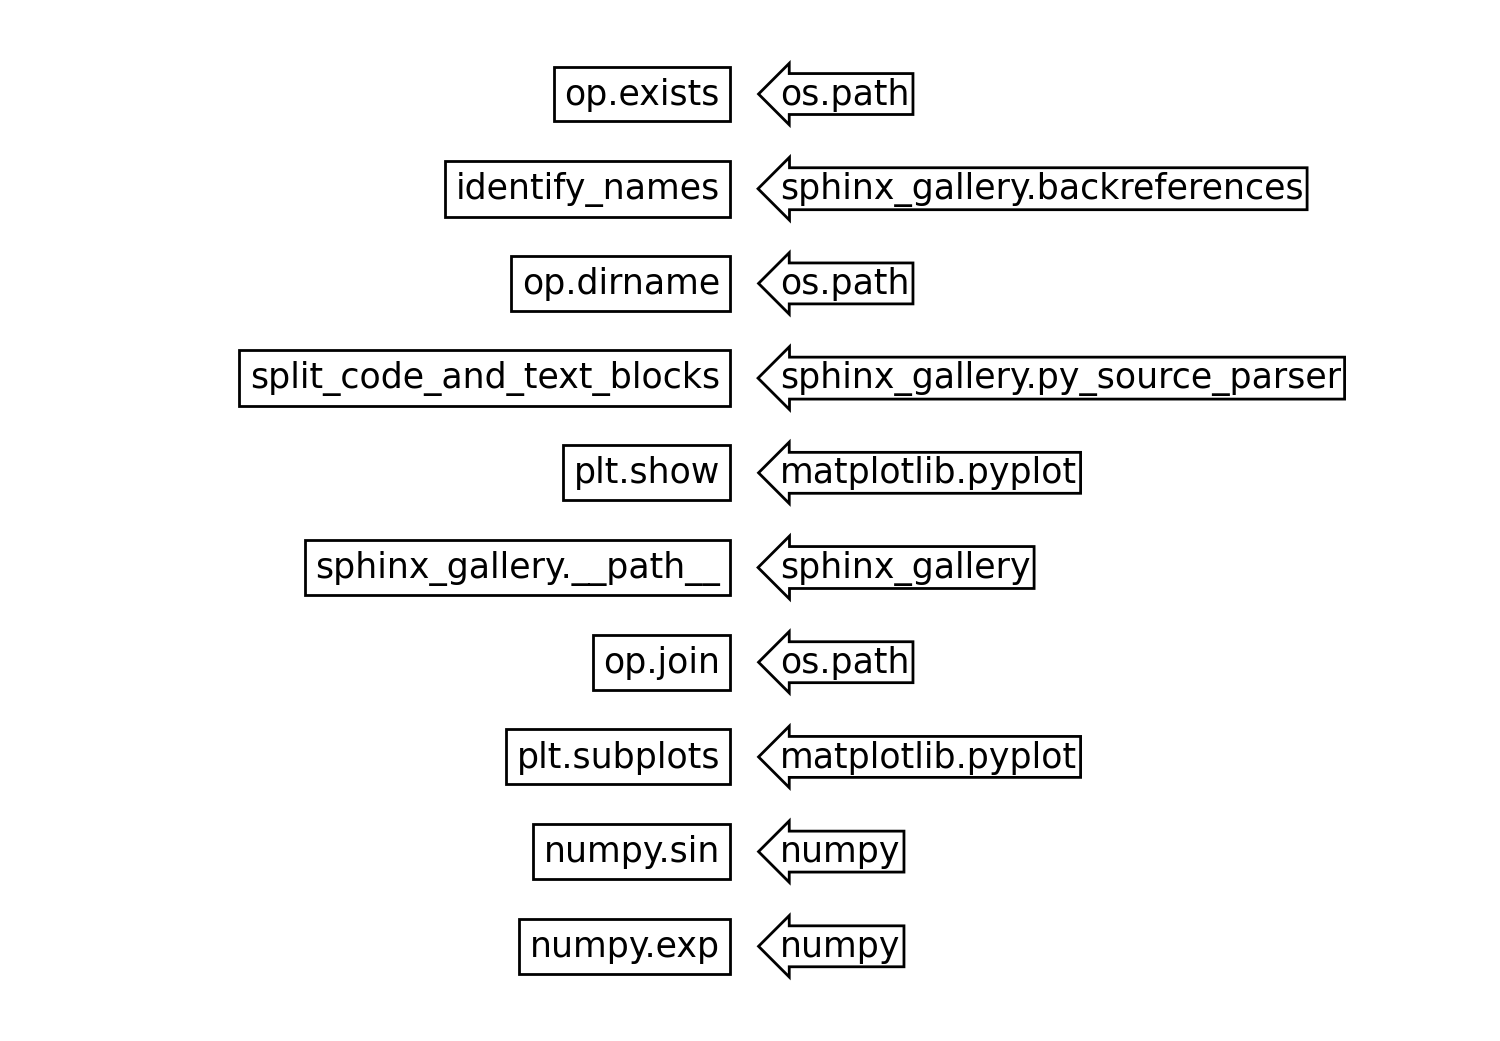 op.exists os.path
identify_names sphinx_gallery.backreferences
op.dirname os.path
split_code_and_text_blocks sphinx_gallery.py_source_parser
plt.show matplotlib.pyplot
sphinx_gallery.__path__ sphinx_gallery
op.join os.path
plt.subplots matplotlib.pyplot
numpy.sin numpy
numpy.exp numpy